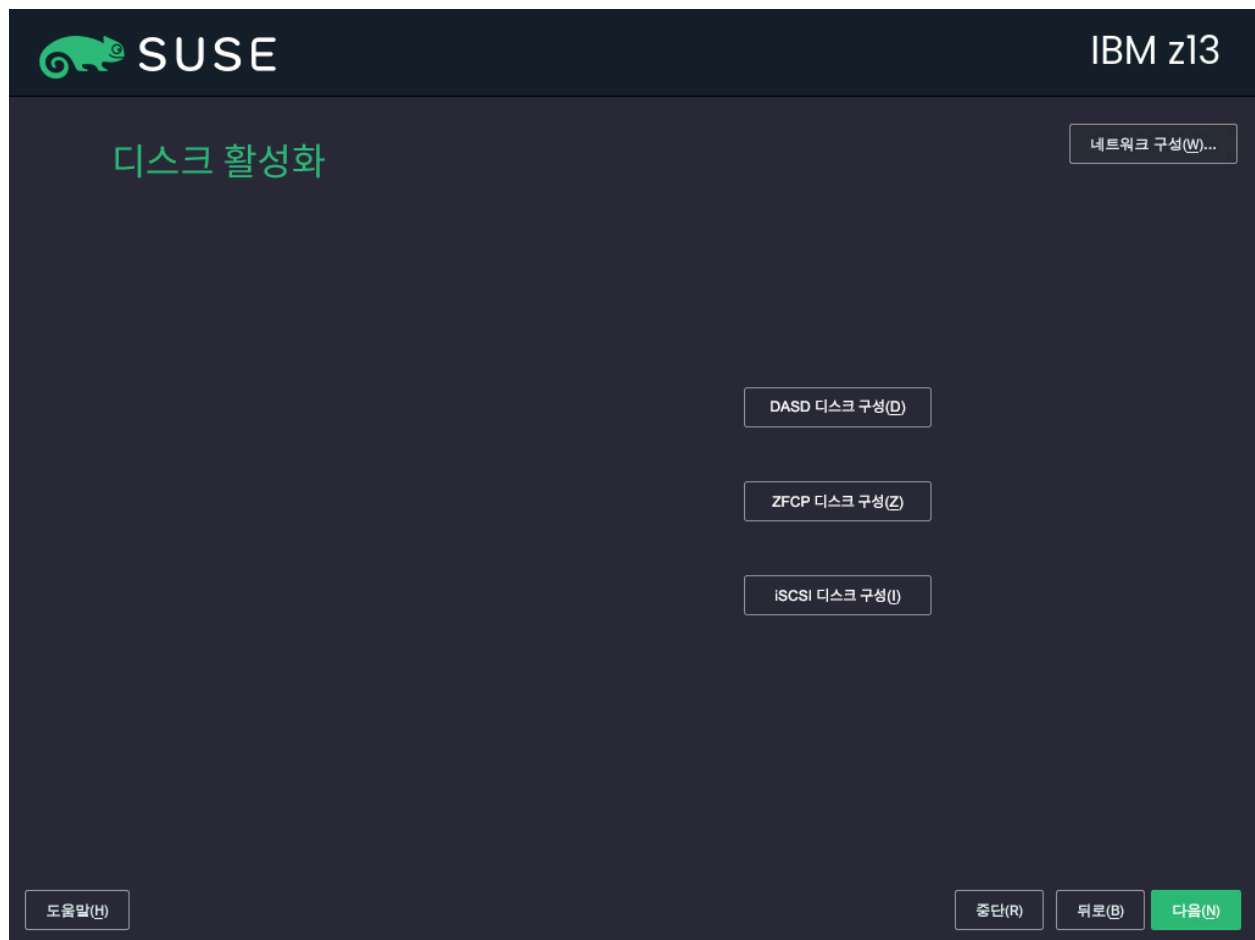 SUSE
IBM z13
디스크 활성화
네트워크 구성(W)...
DASD 디스크 구성(D)
ZFCP 디스크 구성(Z)
iSCSI 디스크 구성(I)
도움말(H)
중단(R)
뒤로(B)
다음(N)